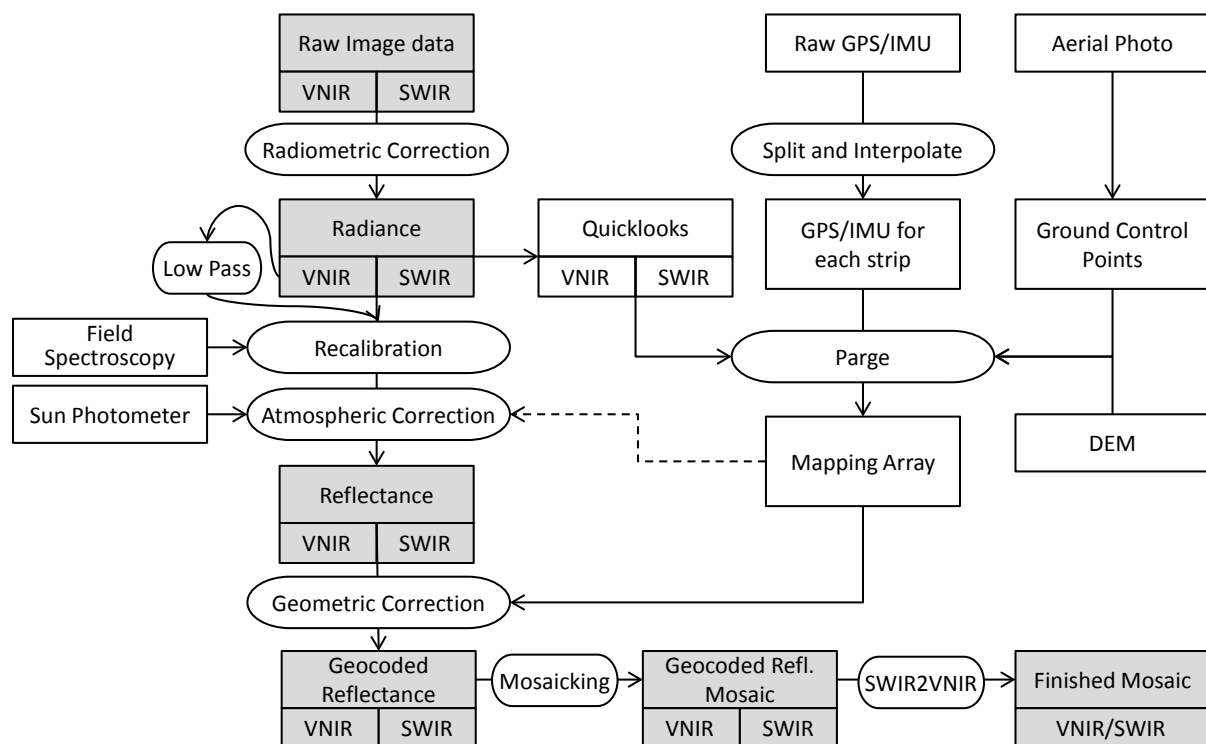 Raw Image data
VNIR
SWIR
Raw GPS/IMU
Aerial Photo
Radiometric Correction
Split and Interpolate
Radiance
VNIR
SWIR
Low Pass
Quicklooks
VNIR
SWIR
GPS/IMU for
each strip
Ground Control
Points
Field
Spectroscopy
Recalibration
Parge
Sun Photometer
Atmospheric Correction
Mapping Array
DEM
Reflectance
VNIR
SWIR
Geometric Correction
Geocoded
Reflectance
VNIR
SWIR
Mosaicking
Geocoded Refl.
Mosaic
VNIR
SWIR
SWIR2VNIR
Finished Mosaic
VNIR/SWIR